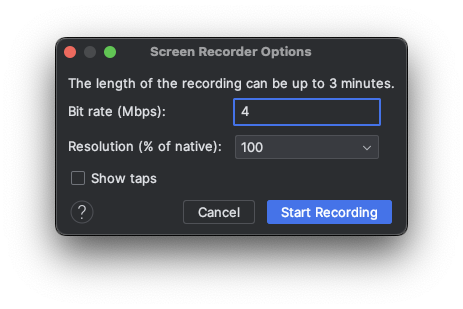 Screen Recorder Options
The length of the recording can be up to 3 minutes.
Bit rate (Mbps): 4
Resolution (% of native): 100
Show taps
? Cancel Start Recording